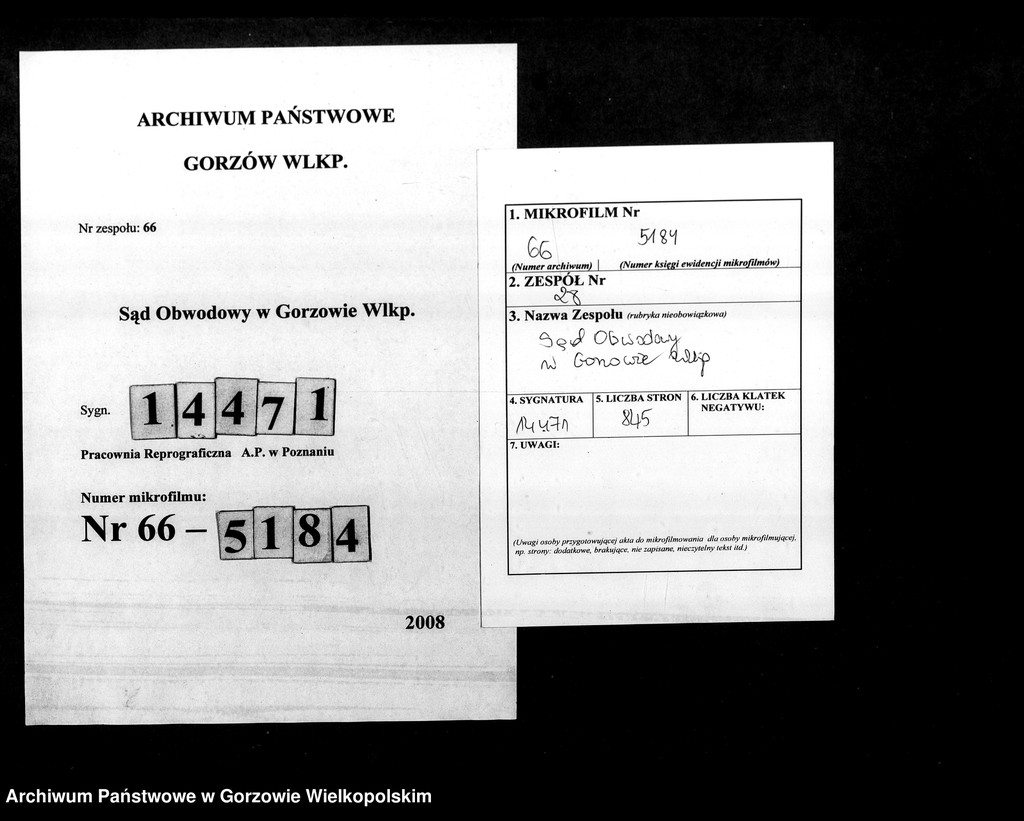 ARCHIWUM PAŃSTWOWE
GORZÓW WLKP.
Nr zespołu: 66
Sąd Obwodowy w Gorzowie Wlkp.
Sygn. 14471
Pracownia Reprograficzna A.P. w Poznaniu
Numer mikrofilmu:
Nr 66 – 5184
2008
1. MIKROFILM Nr
66 5184
(Numer archiwum) | (Numer księgi ewidencji mikrofilmów)
2. ZESPÓŁ Nr
28
3. Nazwa Zespołu (rubryka nieobowiązkowa)
Sąd Obwodowy
w Gorzowie Wlkp
4. SYGNATURA
14471
5. LICZBA STRON
845
6. LICZBA KLATEK
NEGATYWU:
7. UWAGI:
(Uwagi osoby przygotowującej akta do mikrofilmowania dla osoby mikrofilmującej,
np. strony: dodatkowe, brakujące, nie zapisane, nieczytelny tekst itd.)
Archiwum Państwowe w Gorzowie Wielkopolskim